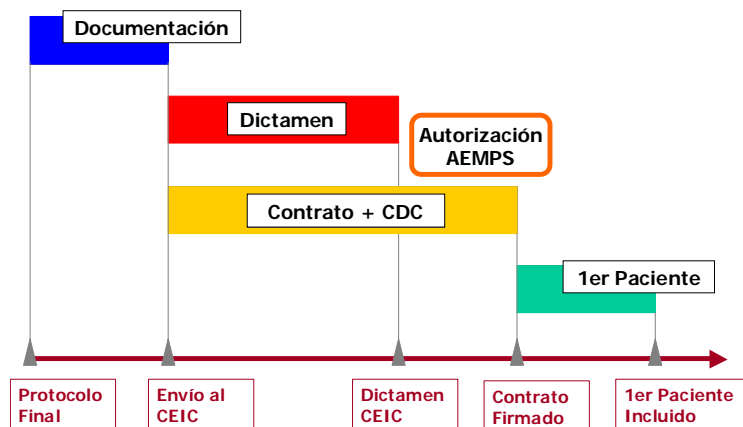 Documentación
Dictamen
Autorización
AEMPS
Contrato + CDC
1er Paciente
Protocolo
Final
Envío al
CEIC
Dictamen
CEIC
Contrato
Firmado
1er Paciente
Incluido